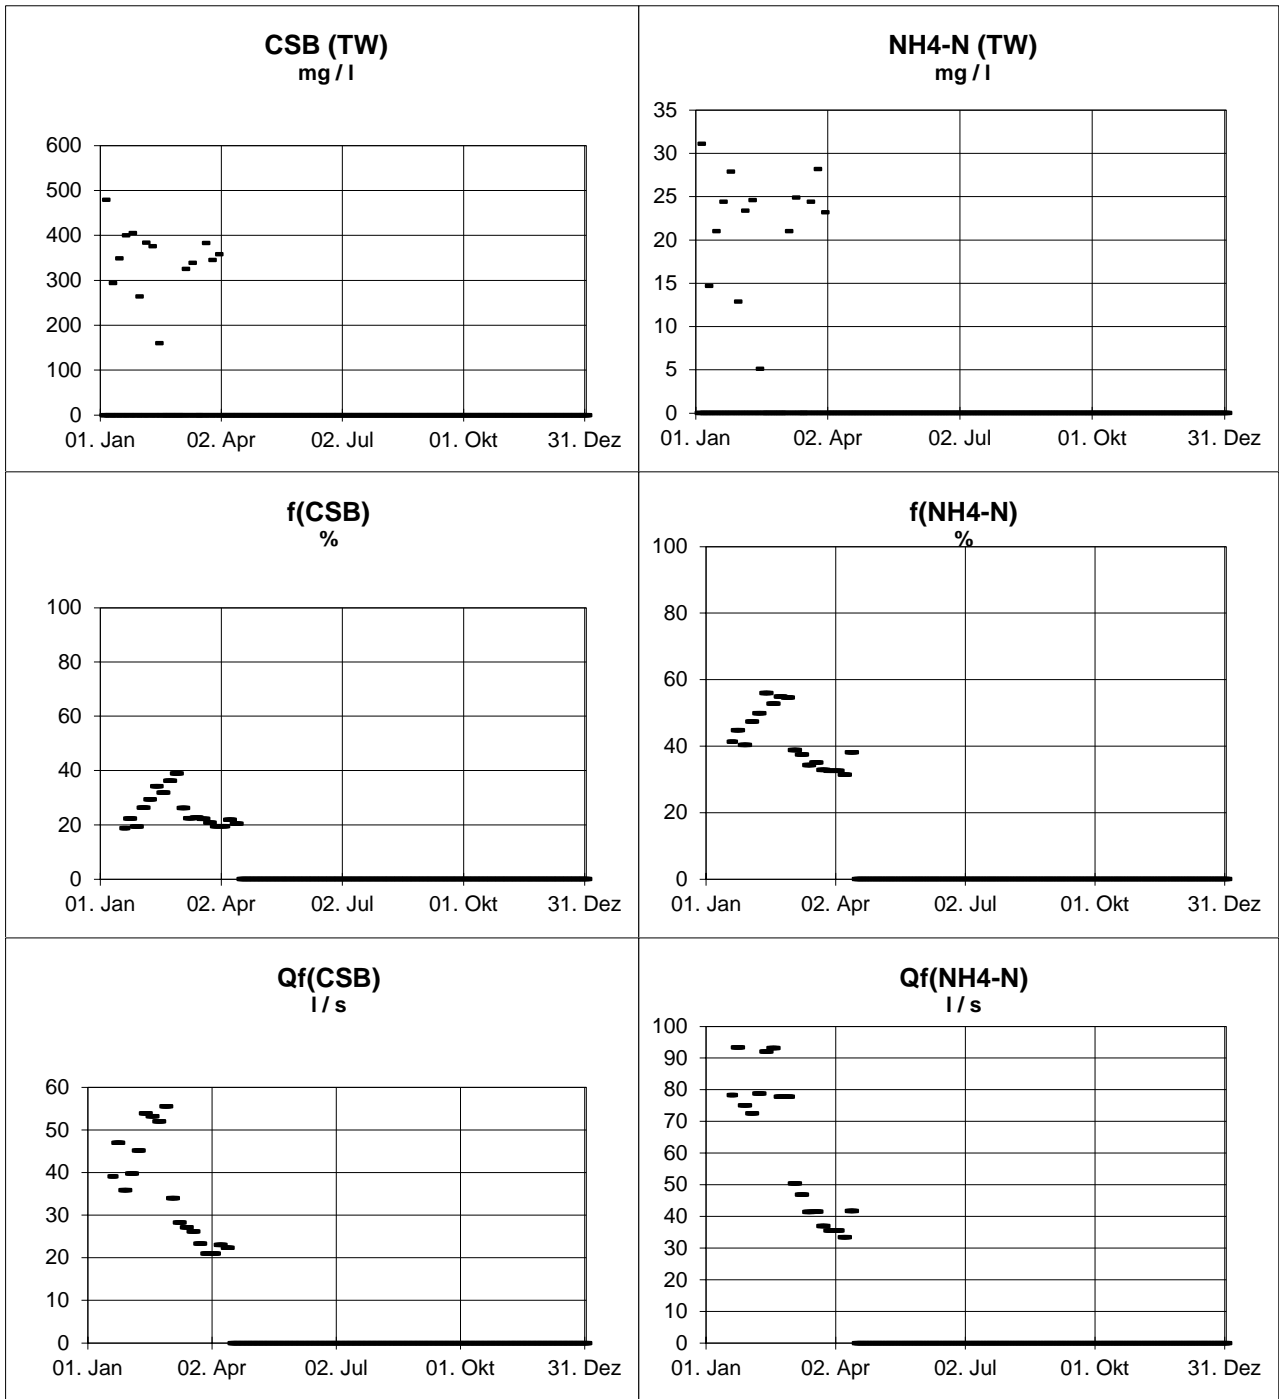 CSB (TW)
mg / l
600
500
400
300
200
100
0
01. Jan 02. Apr 02. Jul 01. Okt 31. Dez
NH4-N (TW)
mg / l
35
30
25
20
15
10
5
0
01. Jan 02. Apr 02. Jul 01. Okt 31. Dez
f(CSB)
%
100
80
60
40
20
0
01. Jan 02. Apr 02. Jul 01. Okt 31. Dez
f(NH4-N)
%
100
80
60
40
20
0
01. Jan 02. Apr 02. Jul 01. Okt 31. Dez
Qf(CSB)
l / s
60
50
40
30
20
10
0
01. Jan 02. Apr 02. Jul 01. Okt 31. Dez
Qf(NH4-N)
l / s
100
90
80
70
60
50
40
30
20
10
0
01. Jan 02. Apr 02. Jul 01. Okt 31. Dez